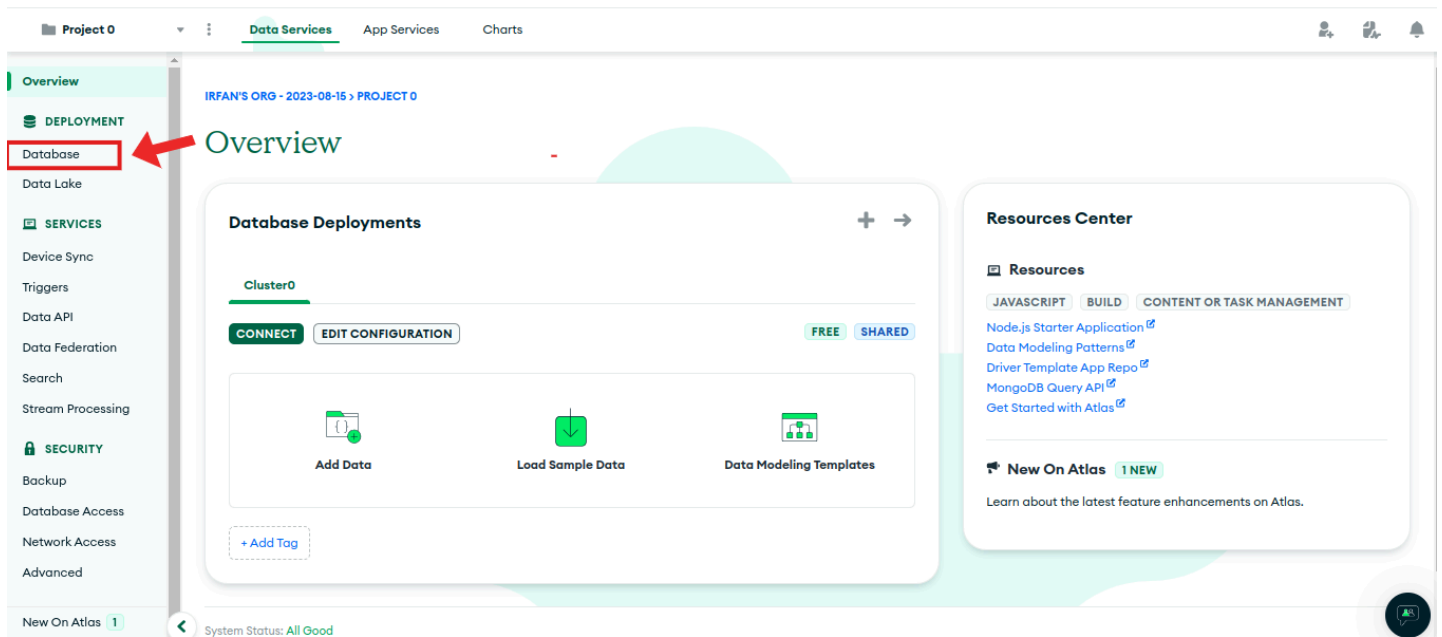 Project 0
Data Services
App Services
Charts
Overview
DEPLOYMENT
Database
Data Lake
SERVICES
Device Sync
Triggers
Data API
Data Federation
Search
Stream Processing
SECURITY
Backup
Database Access
Network Access
Advanced
New On Atlas 1
IRFAN'S ORG - 2023-08-15 > PROJECT 0
Overview
Database Deployments
Cluster0
CONNECT
EDIT CONFIGURATION
FREE
SHARED
Add Data
Load Sample Data
Data Modeling Templates
+ Add Tag
System Status: All Good
Resources Center
Resources
JAVASCRIPT
BUILD
CONTENT OR TASK MANAGEMENT
Node.js Starter Application
Data Modeling Patterns
Driver Template App Repo
MongoDB Query API
Get Started with Atlas
New On Atlas 1 NEW
Learn about the latest feature enhancements on Atlas.